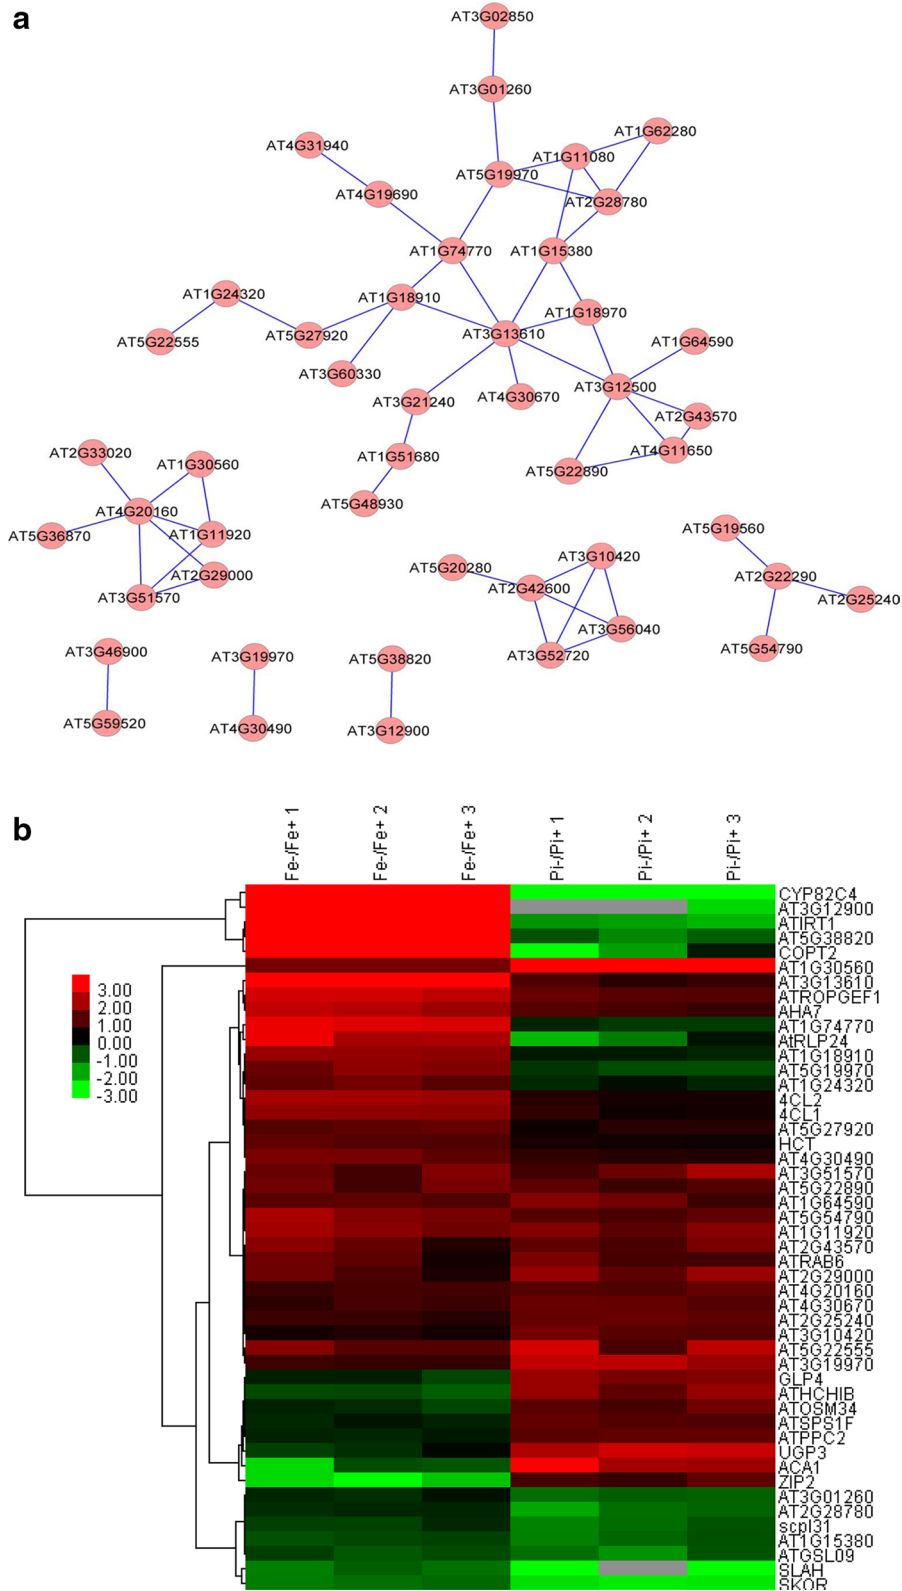 a
AT3G02850
AT3G01260
AT1G62280
AT4G31940
AT1G11080
AT5G19970
AT4G19690
AT2G28780
AT1G74770
AT1G15380
AT1G24320
AT1G18910
AT1G18970
AT5G27920
AT3G13610
AT5G22555
AT1G64590
AT3G60330
AT3G12500
AT3G21240
AT4G30670
AT2G43570
AT2G33020
AT1G30560
AT1G51680
AT4G11650
AT5G22890
AT5G48930
AT4G20160
AT5G36870
AT1G11920
AT5G19560
AT3G10420
AT5G20280
AT2G29000
AT2G42600
AT2G22290
AT3G51570
AT2G25240
AT3G56040
AT3G46900
AT3G19970
AT5G38820
AT3G52720
AT5G54790
AT5G59520
AT4G30490
AT3G12900
b
Fe-/Fe+ 1
Fe-/Fe+ 2
Fe-/Fe+ 3
Pi-/Pi+ 1
Pi-/Pi+ 2
Pi-/Pi+ 3
3.00
2.00
1.00
0.00
-1.00
-2.00
-3.00
CYP82C4
AT3G12900
ATIRT1
AT5G38820
COPT2
AT1G30560
AT3G13610
ATROPGEF1
AHA7
AT1G74770
AtRLP24
AT1G18910
AT5G19970
AT1G24320
4CL2
4CL1
AT5G27920
HCT
AT4G30490
AT3G51570
AT5G22890
AT1G64590
AT5G54790
AT1G11920
AT2G43570
ATRAB6
AT2G29000
AT4G20160
AT4G30670
AT2G25240
AT3G10420
AT5G22555
AT3G19970
GLP4
ATHCHIB
ATOSM34
ATSPS1F
ATPPC2
UGP3
ACA1
ZIP2
AT3G01260
AT2G28780
scpl31
AT1G15380
ATGSL09
SLAH
SKOR